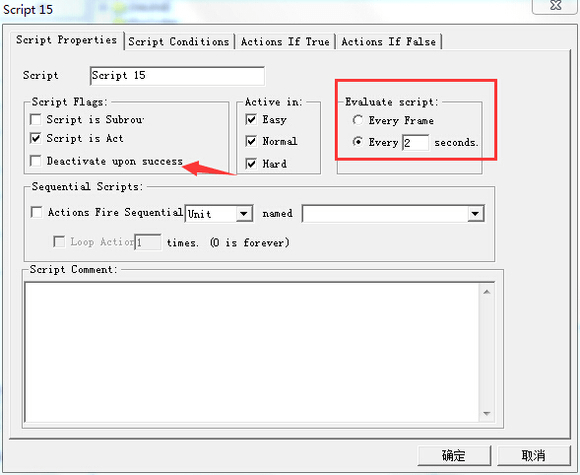 Script 15
Script Properties Script Conditions Actions If True Actions If False
Script Script 15
Script Flags: Active in: Evaluate script:
Script is Subrou Easy Every Frame
Script is Act Normal Every 2 seconds.
Deactivate upon success Hard
Sequential Scripts:
Actions Fire Sequential Unit named
Loop Action 1 times. (0 is forever)
Script Comment:
确定 取消